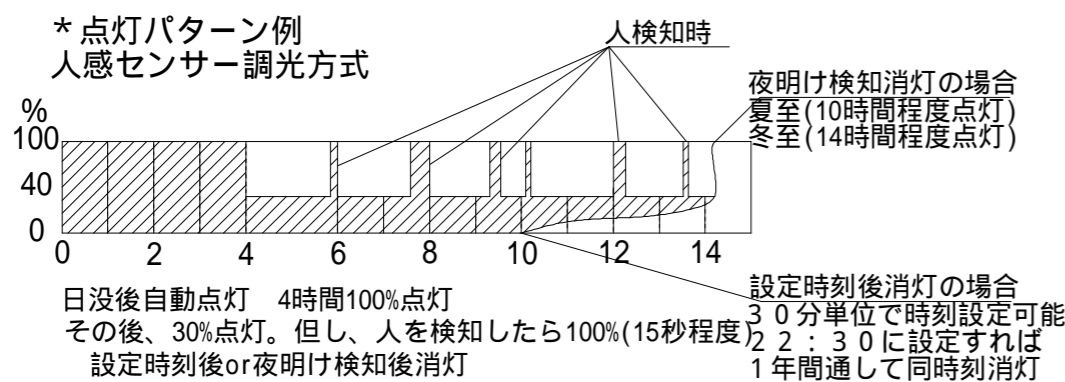 *点灯パターン例
人感センサー調光方式
人検知時
夜明け検知消灯の場合
夏至(10時間程度点灯)
冬至(14時間程度点灯)
%
100
40
0
0 2 4 6 8 10 12 14
日没後自動点灯 4時間100%点灯
その後、30%点灯。但し、人を検知したら100%(15秒程度)
設定時刻後or夜明け検知後消灯
設定時刻後消灯の場合
30分単位で時刻設定可能
22:30に設定すれば
1年間通して同時刻消灯